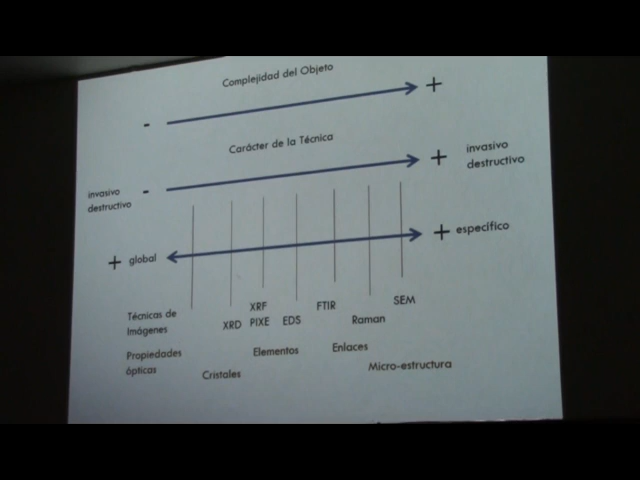 Complejidad del Objeto
- +
Carácter de la Técnica
invasivo
destructivo
- +
invasivo
destructivo
+ global
+ específico
Técnicas de
Imágenes
XRD
XRF
PIXE
EDS
FTIR
Raman
SEM
Propiedades
ópticas
Cristales
Elementos
Enlaces
Micro-estructura